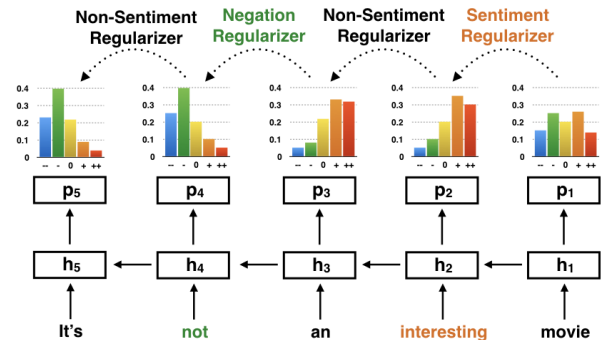 Non-Sentiment Regularizer
Negation Regularizer
Non-Sentiment Regularizer
Sentiment Regularizer
0.4 0.3 0.2 0.1 0
-- - 0 + ++
0.4 0.3 0.2 0.1 0
-- - 0 + ++
0.4 0.3 0.2 0.1 0
-- - 0 + ++
0.4 0.3 0.2 0.1 0
-- - 0 + ++
0.4 0.3 0.2 0.1 0
-- - 0 + ++
p5 p4 p3 p2 p1
h5 h4 h3 h2 h1
It's not an interesting movie